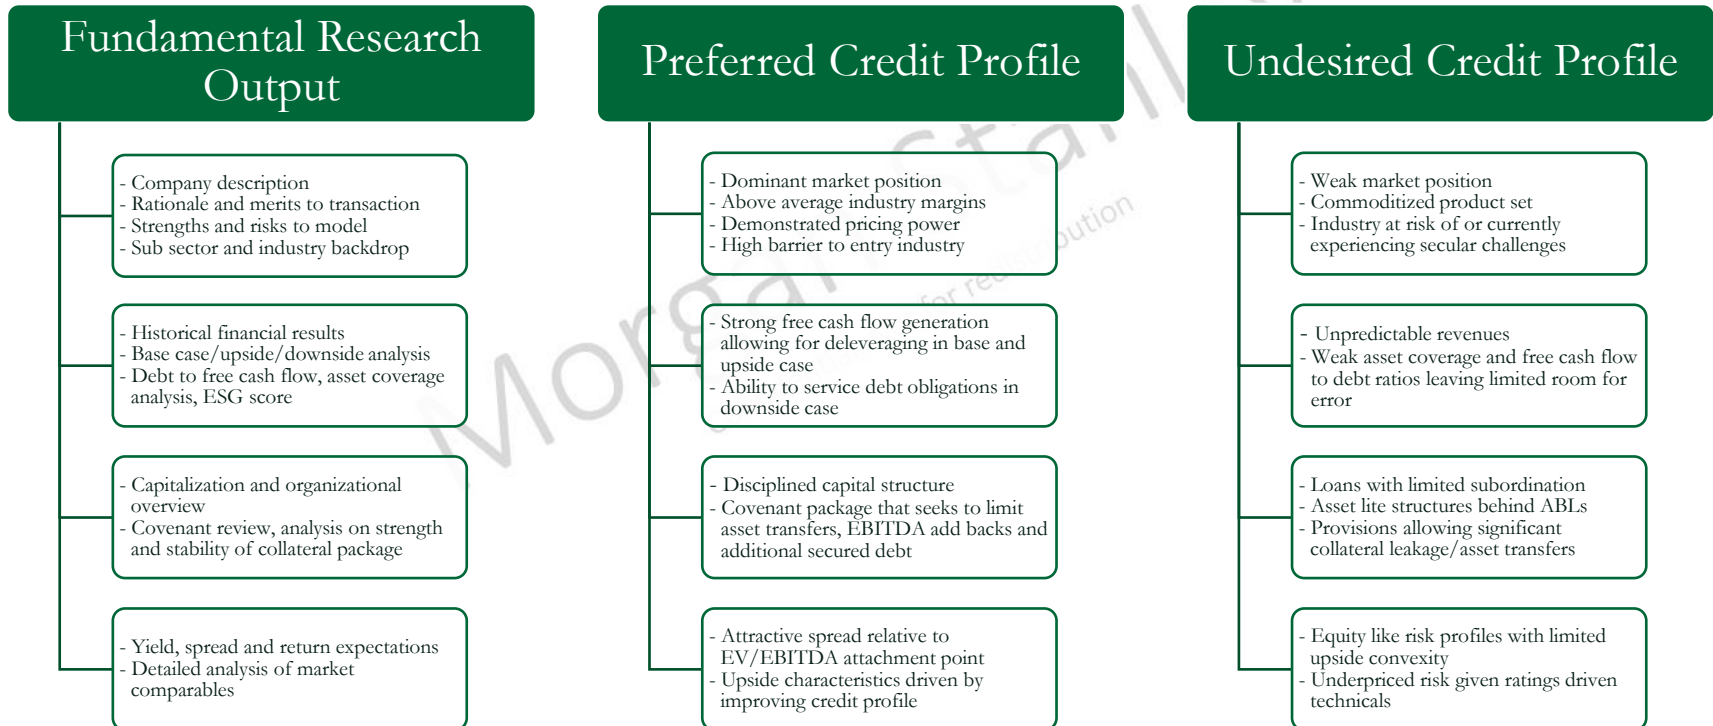 Fundamental Research
Output
- Company description
- Rationale and merits to transaction
- Strengths and risks to model
- Sub sector and industry backdrop
- Historical financial results
- Base case/upside/downside analysis
- Debt to free cash flow, asset coverage
analysis, ESG score
- Capitalization and organizational
overview
- Covenant review, analysis on strength
and stability of collateral package
- Yield, spread and return expectations
- Detailed analysis of market
comparables
Preferred Credit Profile
- Dominant market position
- Above average industry margins
- Demonstrated pricing power
- High barrier to entry industry
- Strong free cash flow generation
allowing for deleveraging in base and
upside case
- Ability to service debt obligations in
downside case
- Disciplined capital structure
- Covenant package that seeks to limit
asset transfers, EBITDA add backs and
additional secured debt
- Attractive spread relative to
EV/EBITDA attachment point
- Upside characteristics driven by
improving credit profile
Undesired Credit Profile
- Weak market position
- Commoditized product set
- Industry at risk of or currently
experiencing secular challenges
- Unpredictable revenues
- Weak asset coverage and free cash flow
to debt ratios leaving limited room for
error
- Loans with limited subordination
- Asset lite structures behind ABLs
- Provisions allowing significant
collateral leakage/asset transfers
- Equity like risk profiles with limited
upside convexity
- Underpriced risk given ratings driven
technicals
Morgan Stanl
for redistribution